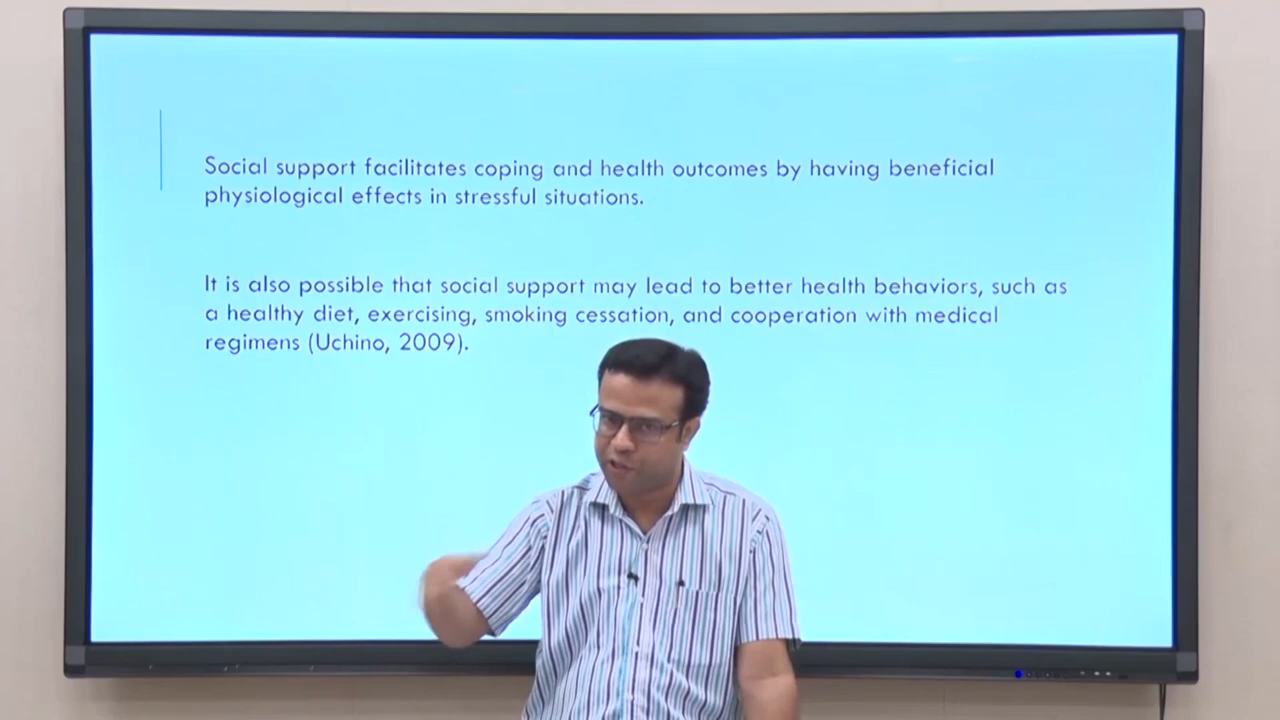 Social support facilitates coping and health outcomes by having beneficial
physiological effects in stressful situations.
It is also possible that social support may lead to better health behaviors, such as
a healthy diet, exercising, smoking cessation, and cooperation with medical
regimens (Uchino, 2009).